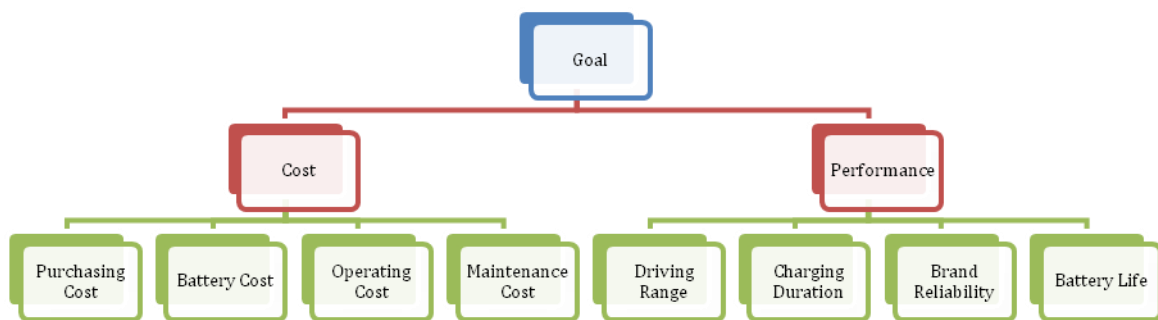 Goal
Cost
Performance
Purchasing
Cost
Battery Cost
Operating
Cost
Maintenance
Cost
Driving
Range
Charging
Duration
Brand
Reliability
Battery Life